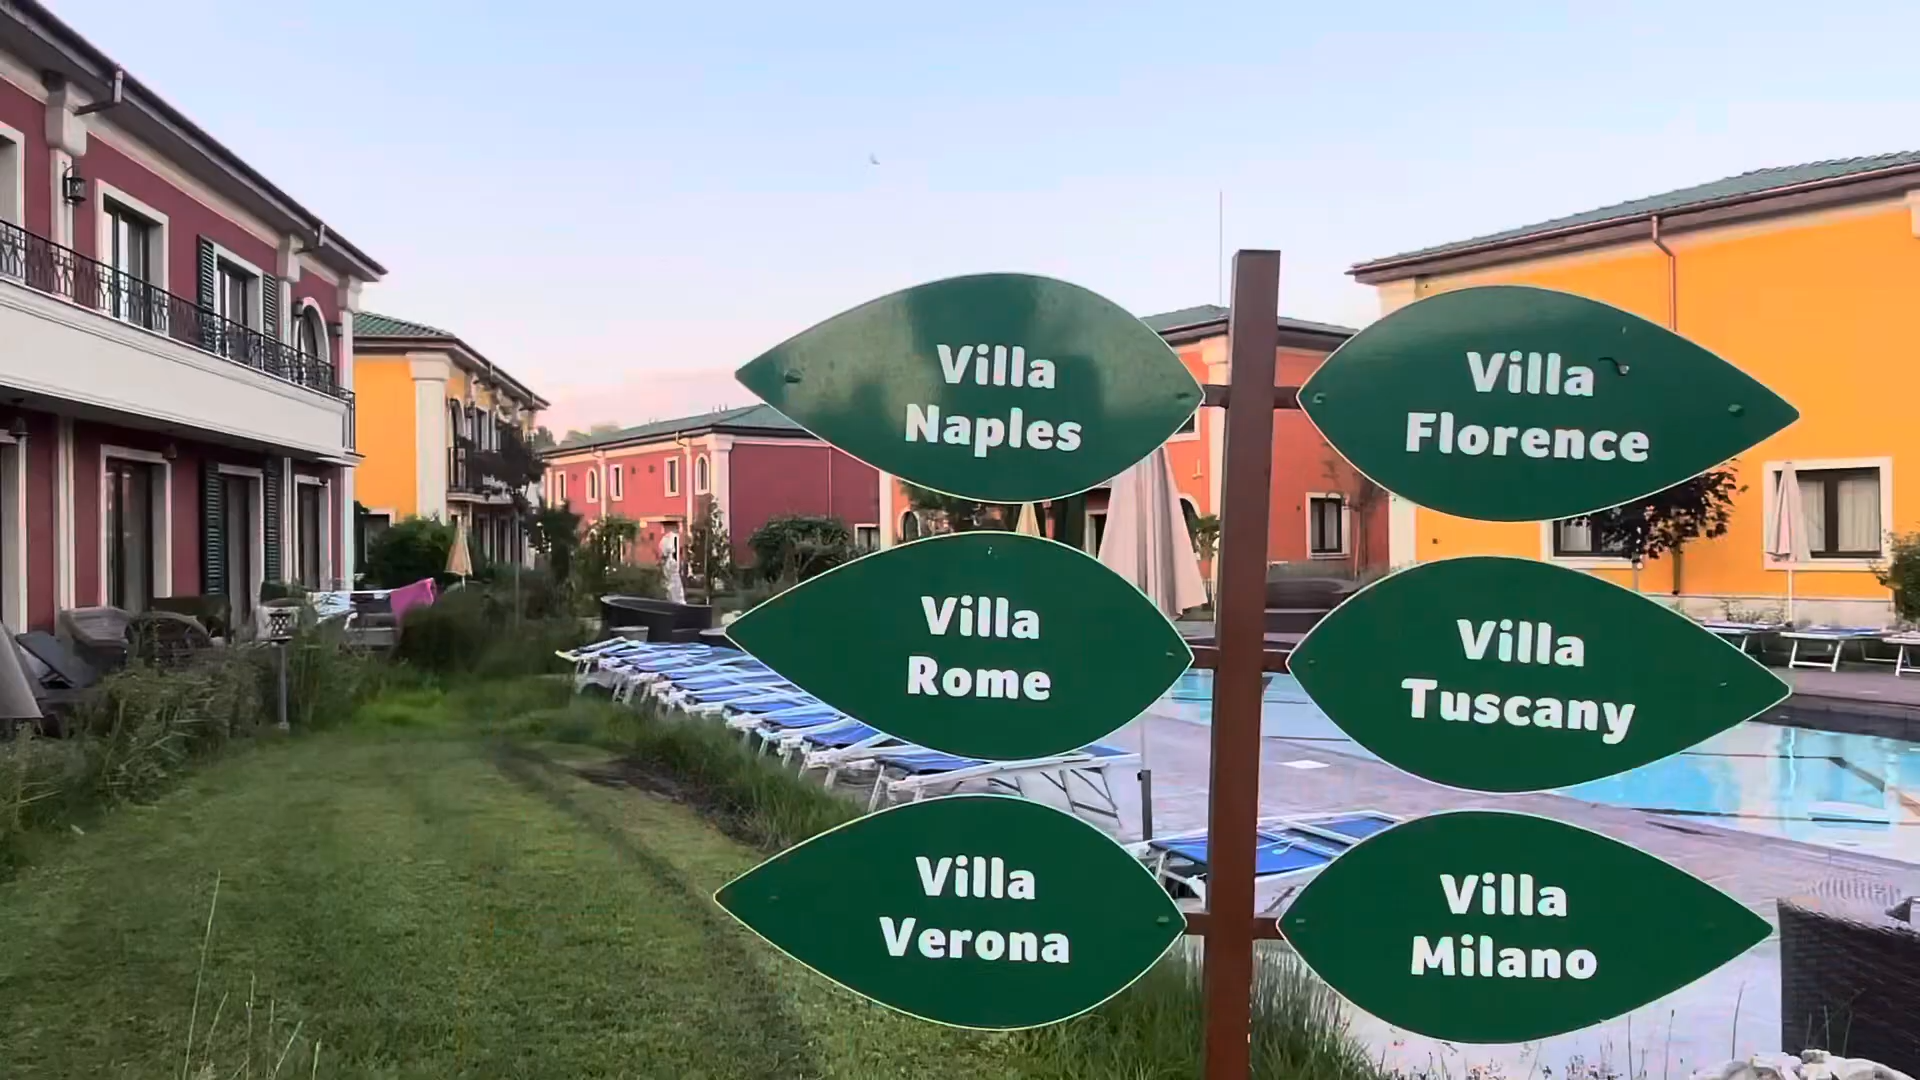 Villa
Naples
Villa
Florence
Villa
Rome
Villa
Tuscany
Villa
Verona
Villa
Milano